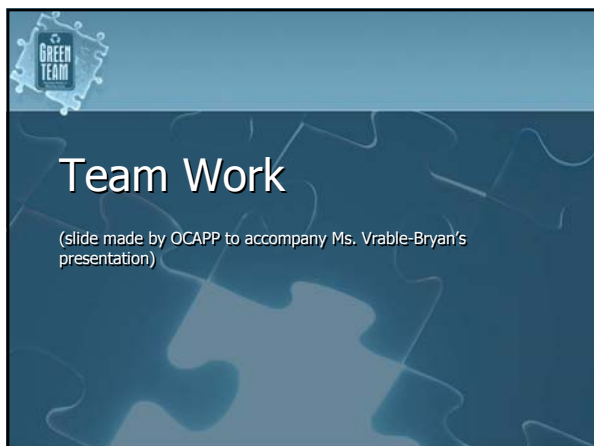 GREEN
TEAM
Team Work
(slide made by OCAPP to accompany Ms. Vrable-Bryan's
presentation)